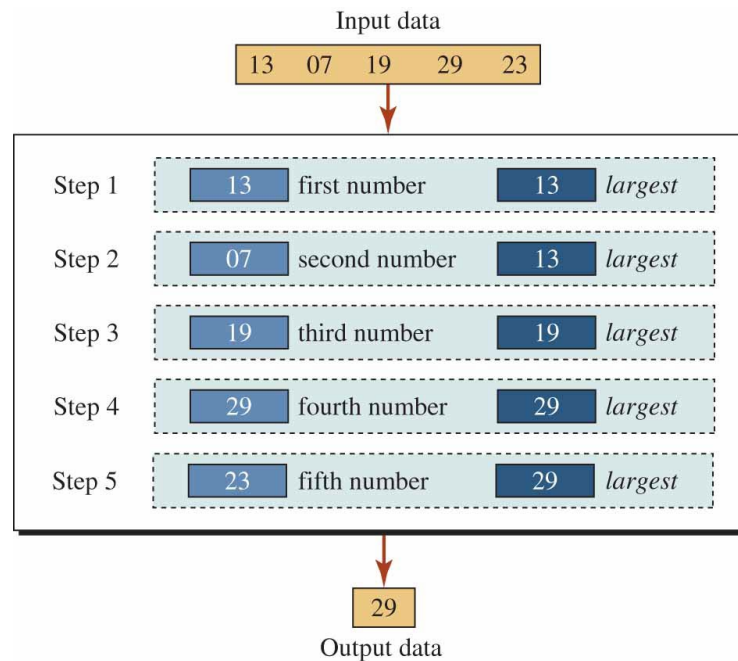 Input data
13 07 19 29 23
Step 1 13 first number 13 largest
Step 2 07 second number 13 largest
Step 3 19 third number 19 largest
Step 4 29 fourth number 29 largest
Step 5 23 fifth number 29 largest
29
Output data